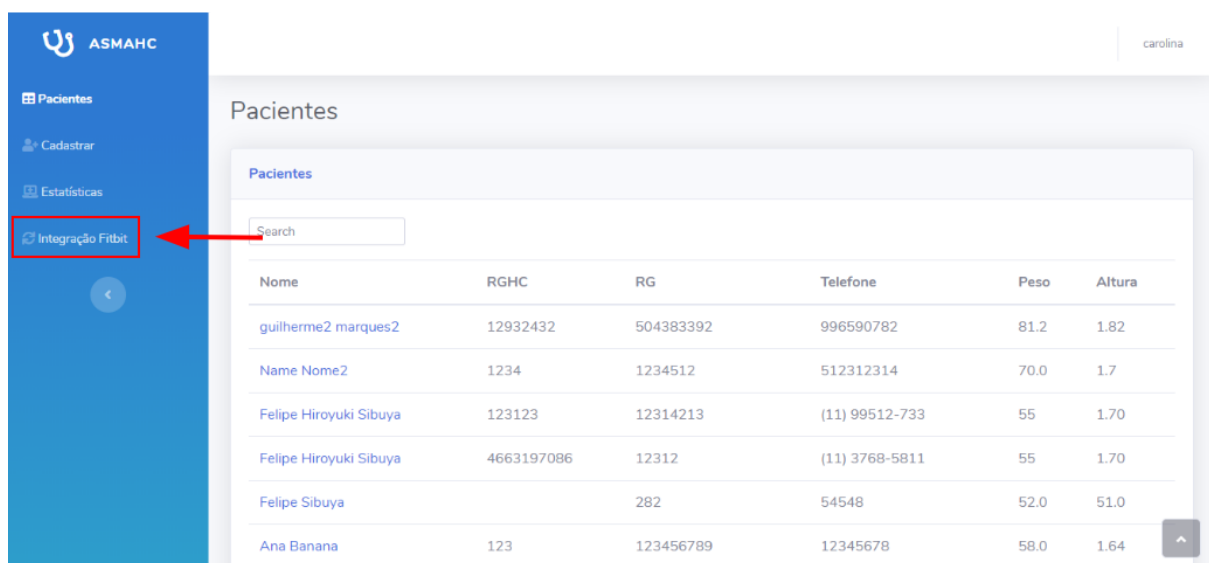 ASMAHC
carolina
Pacientes
Cadastrar
Estatísticas
Integração Fitbit
Pacientes
Pacientes
Search
Nome RGHC RG Telefone Peso Altura
guilherme2 marques2 12932432 504383392 996590782 81.2 1.82
Name Nome2 1234 1234512 512312314 70.0 1.7
Felipe Hiroyuki Sibuya 123123 12314213 (11) 99512-733 55 1.70
Felipe Hiroyuki Sibuya 4663197086 12312 (11) 3768-5811 55 1.70
Felipe Sibuya 282 54548 52.0 51.0
Ana Banana 123 123456789 12345678 58.0 1.64